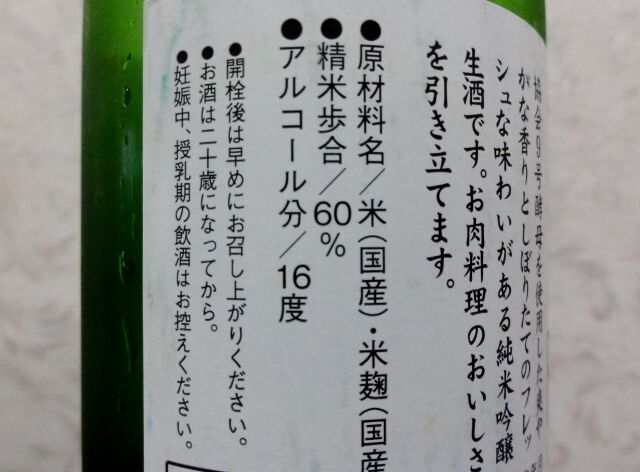 協会9号酵母を使用した爽や
かな香りとしぼりたてのフレッ
シュな味わいがある純米吟醸
生酒です。お肉料理のおいしさ
を引き立てます。
●原材料名/米(国産)・米麹(国産
●精米歩合/60%
●アルコール分/16度
●開栓後は早めにお召し上がりください。
●お酒は二十歳になってから。
●妊娠中、授乳期の飲酒はお控えください。